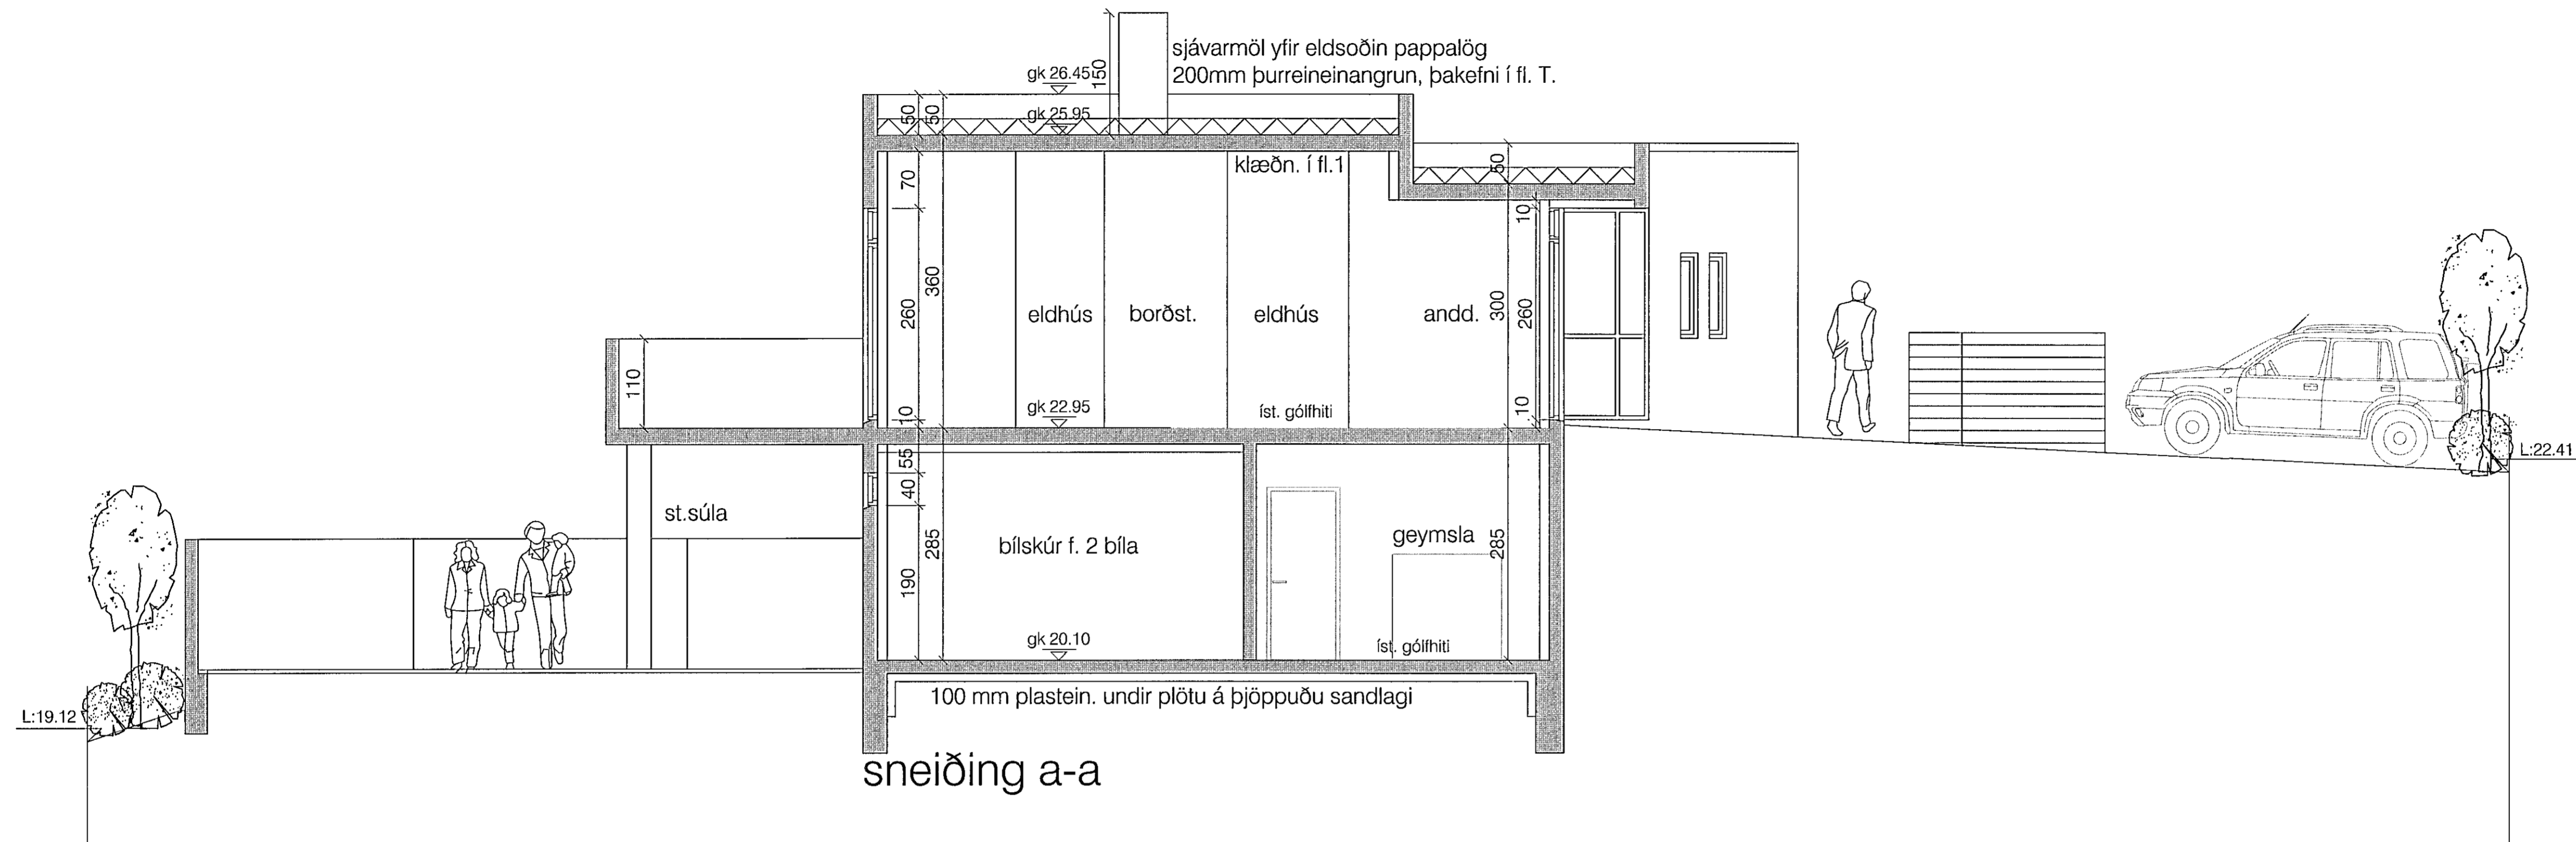 sjávarmöl yfir eldsoðin pappalög
200mm þurreineinangrun, þakefni í fl. T.
150
gk 26.45
gk 25.95
50
50
50
klæðn. í fl.1
70
10
360
260
300
260
eldhús
borðst.
eldhús
andd.
110
10
gk 22.95
íst. gólfhiti
10
L:22.41
55
40
st.súla
285
190
bílskúr f. 2 bíla
geymsla
285
gk 20.10
íst. gólfhiti
100 mm plastein. undir plötu á þjöppuðu sandlagi
L:19.12
sneiðing a-a